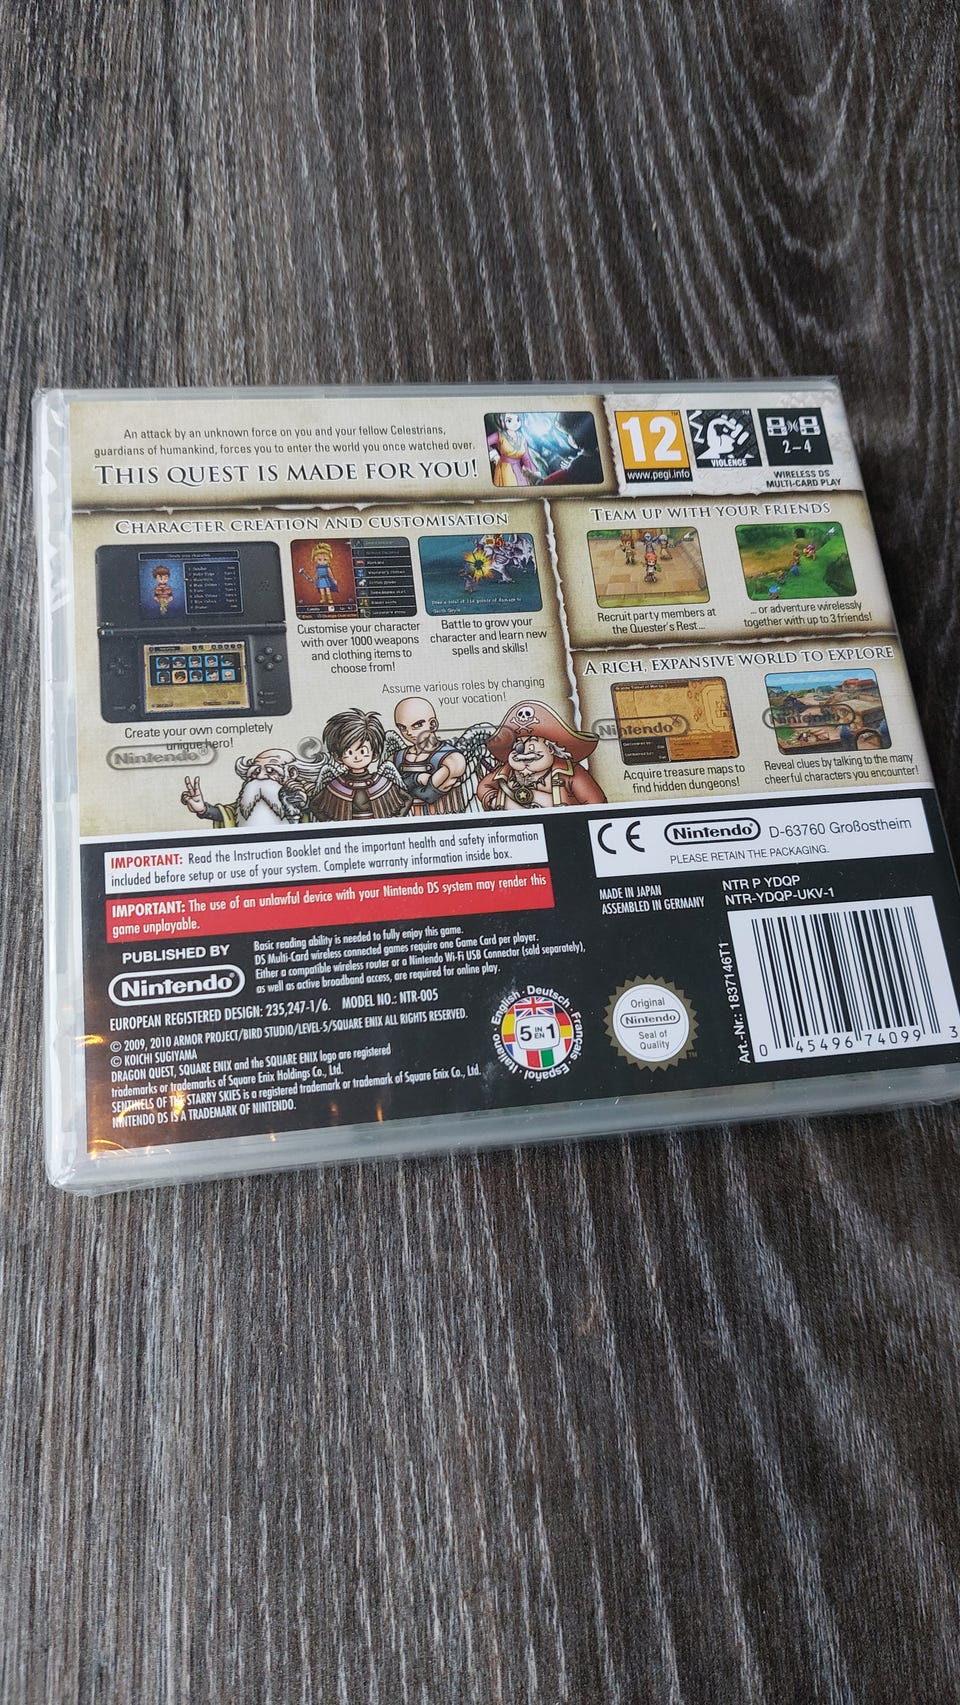 An attack by an unknown force on you and your fellow Celestrians,
guardians of humankind, forces you to enter the world you once watched over.
THIS QUEST IS MADE FOR YOU!
12™
www.pegi.info
VIOLENCE
2–4
WIRELESS DS
MULTI-CARD PLAY
CHARACTER CREATION AND CUSTOMISATION
Customise your character
with over 1000 weapons
and clothing items to
choose from!
Battle to grow your
character and learn new
spells and skills!
Assume various roles by changing
your vocation!
Create your own completely
unique hero!
Nintendo®
TEAM UP WITH YOUR FRIENDS
Recruit party members at
the Quester's Rest...
... or adventure wirelessly
together with up to 3 friends!
A RICH, EXPANSIVE WORLD TO EXPLORE
Nintendo®
Nintendo®
Acquire treasure maps to
find hidden dungeons!
Reveal clues by talking to the many
cheerful characters you encounter!
IMPORTANT: Read the Instruction Booklet and the important health and safety information
included before setup or use of your system. Complete warranty information inside box.
IMPORTANT: The use of an unlawful device with your Nintendo DS system may render this
game unplayable.
PUBLISHED BY
Nintendo®
Basic reading ability is needed to fully enjoy this game.
DS Multi-Card wireless connected games require one Game Card per player.
Either a compatible wireless router or a Nintendo Wi-Fi USB Connector (sold separately),
as well as active broadband access, are required for online play.
EUROPEAN REGISTERED DESIGN: 235,247-1/6. MODEL NO.: NTR-005
© 2009, 2010 ARMOR PROJECT/BIRD STUDIO/LEVEL-5/SQUARE ENIX ALL RIGHTS RESERVED.
© KOICHI SUGIYAMA
DRAGON QUEST, SQUARE ENIX and the SQUARE ENIX logo are registered
trademarks or trademarks of Square Enix Holdings Co., Ltd.
SENTINELS OF THE STARRY SKIES is a registered trademark or trademark of Square Enix Co., Ltd.
NINTENDO DS IS A TRADEMARK OF NINTENDO.
English · Deutsch · Français · Español · Italiano
5 IN 1
Original
Nintendo
Seal of
Quality
™
CE
Nintendo®
D-63760 Großostheim
PLEASE RETAIN THE PACKAGING.
MADE IN JAPAN
ASSEMBLED IN GERMANY
NTR P YDQP
NTR-YDQP-UKV-1
Art-Nr.: 1837146T1
0 45496 74099 3